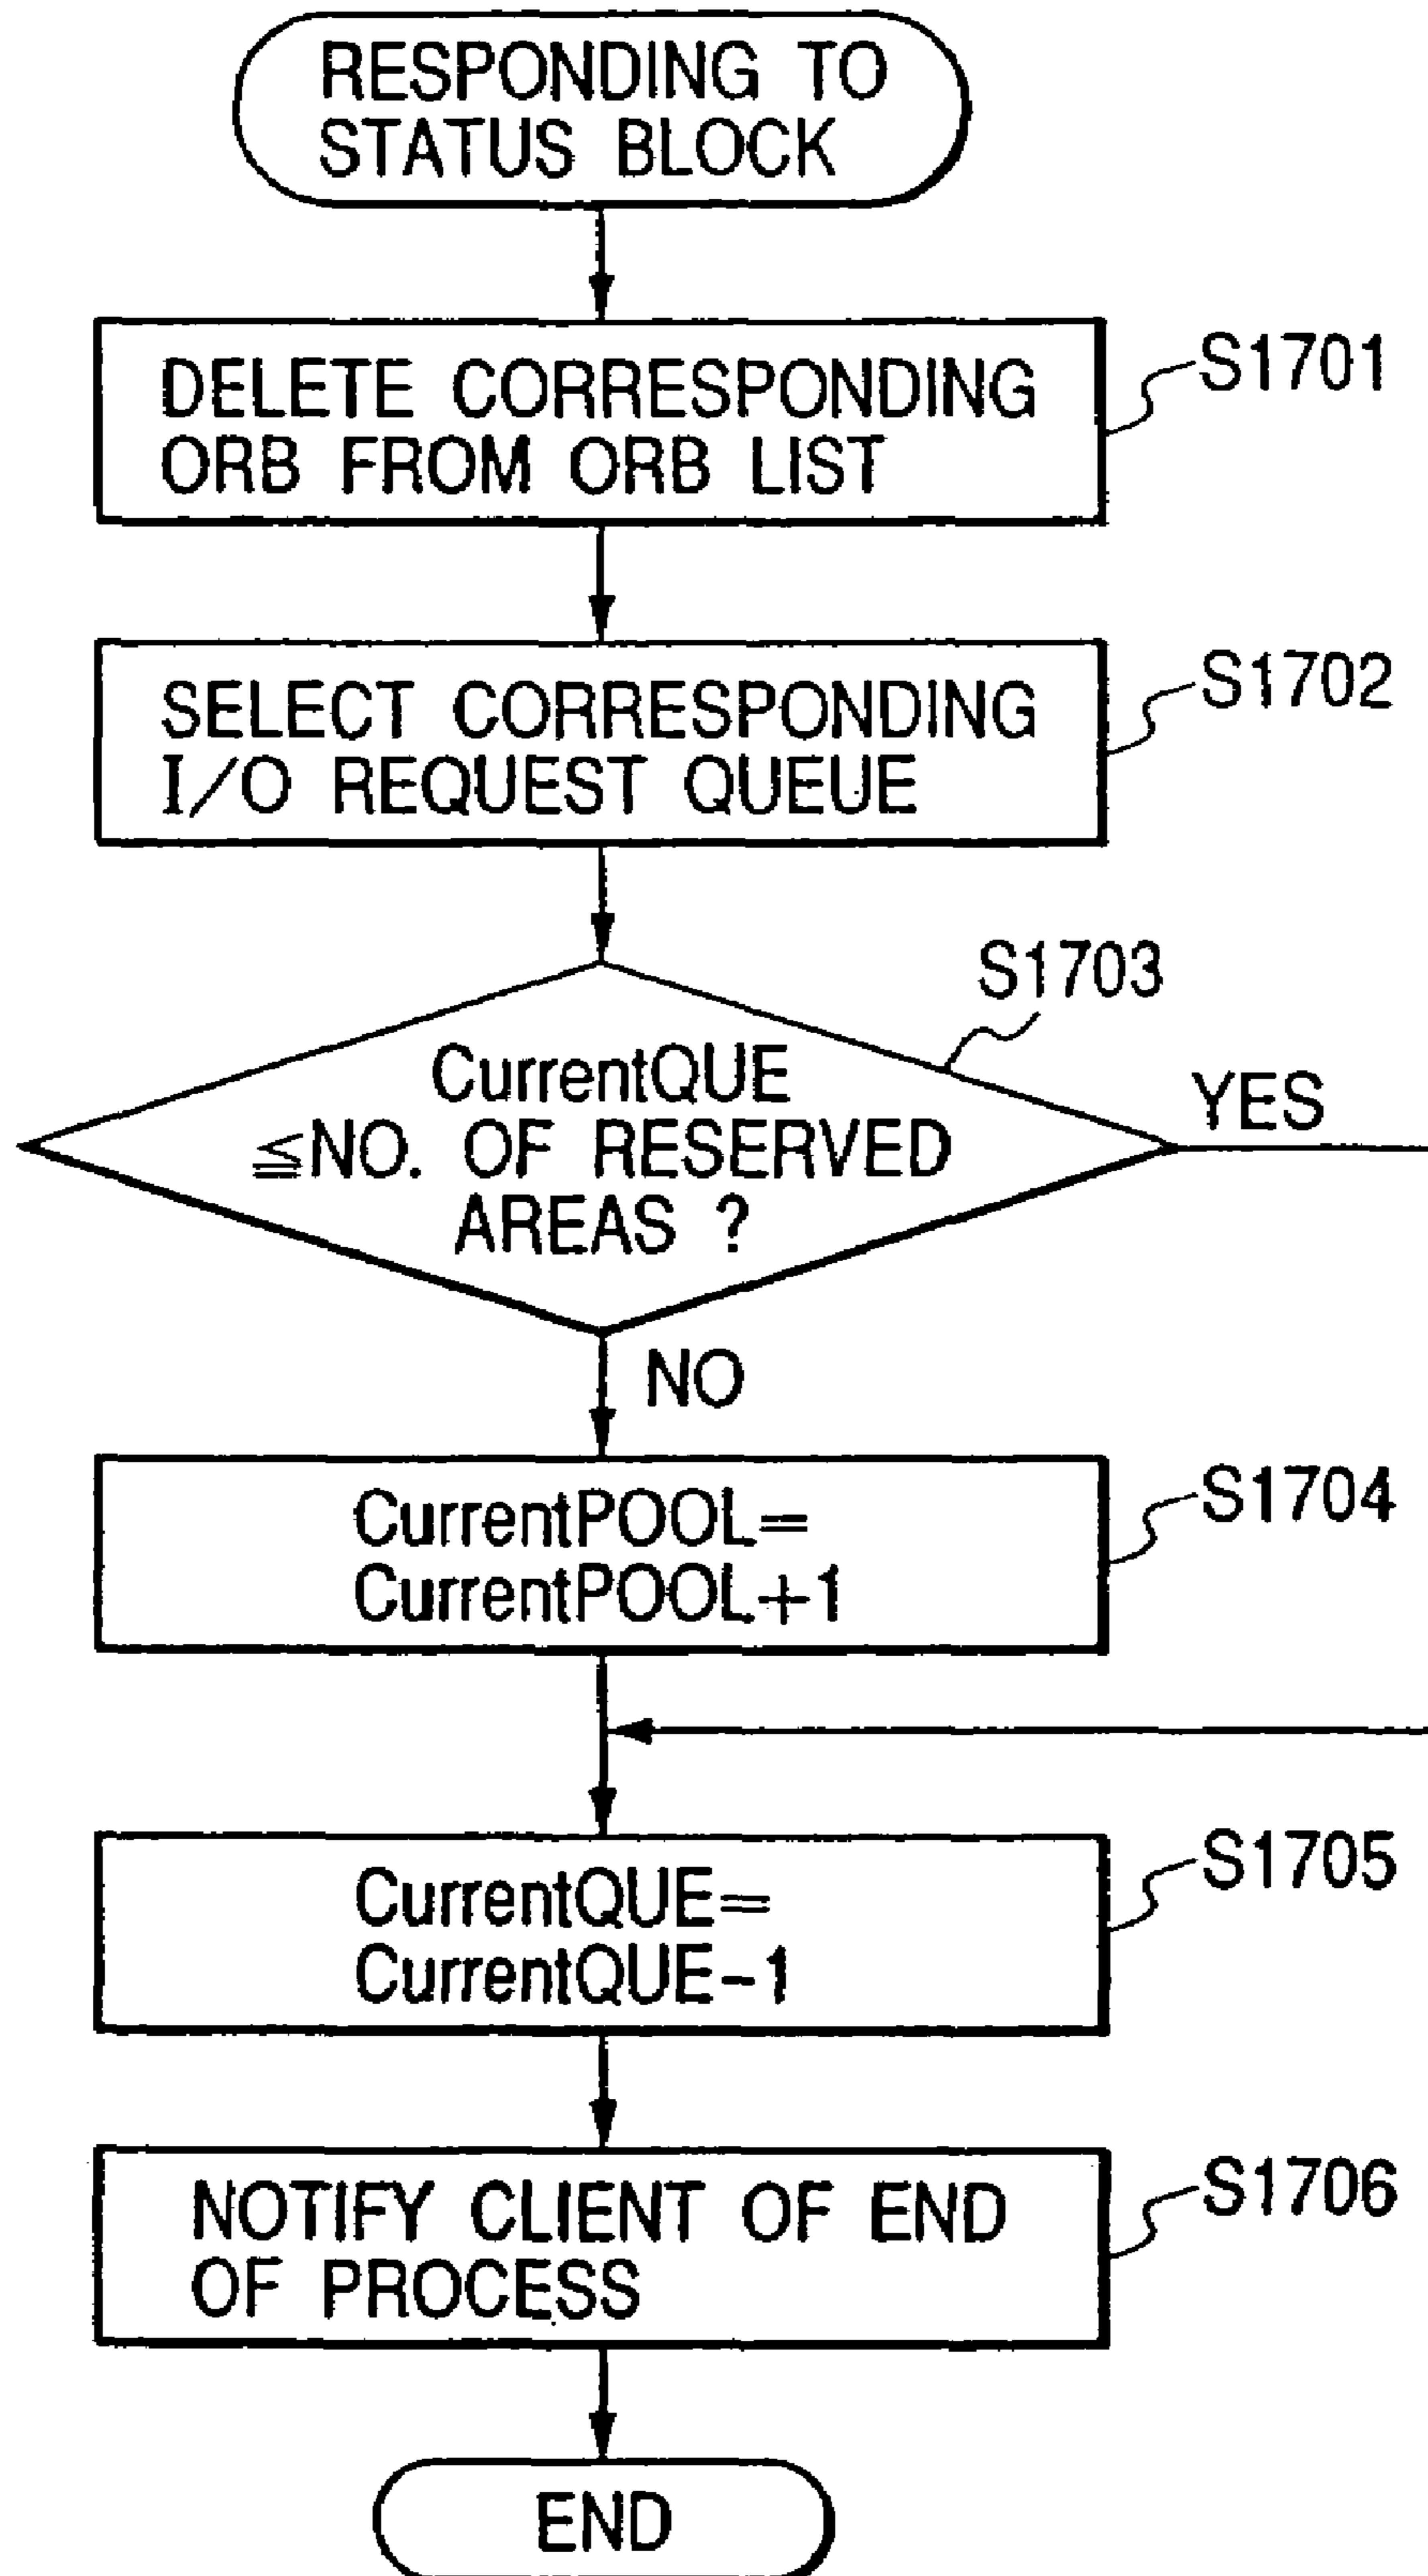 RESPONDING TO
STATUS BLOCK
DELETE CORRESPONDING
ORB FROM ORB LIST
S1701
SELECT CORRESPONDING
I/O REQUEST QUEUE
S1702
S1703
CurrentQUE
≦NO. OF RESERVED
AREAS ?
YES
NO
CurrentPOOL=
CurrentPOOL+1
S1704
CurrentQUE=
CurrentQUE-1
S1705
NOTIFY CLIENT OF END
OF PROCESS
S1706
END